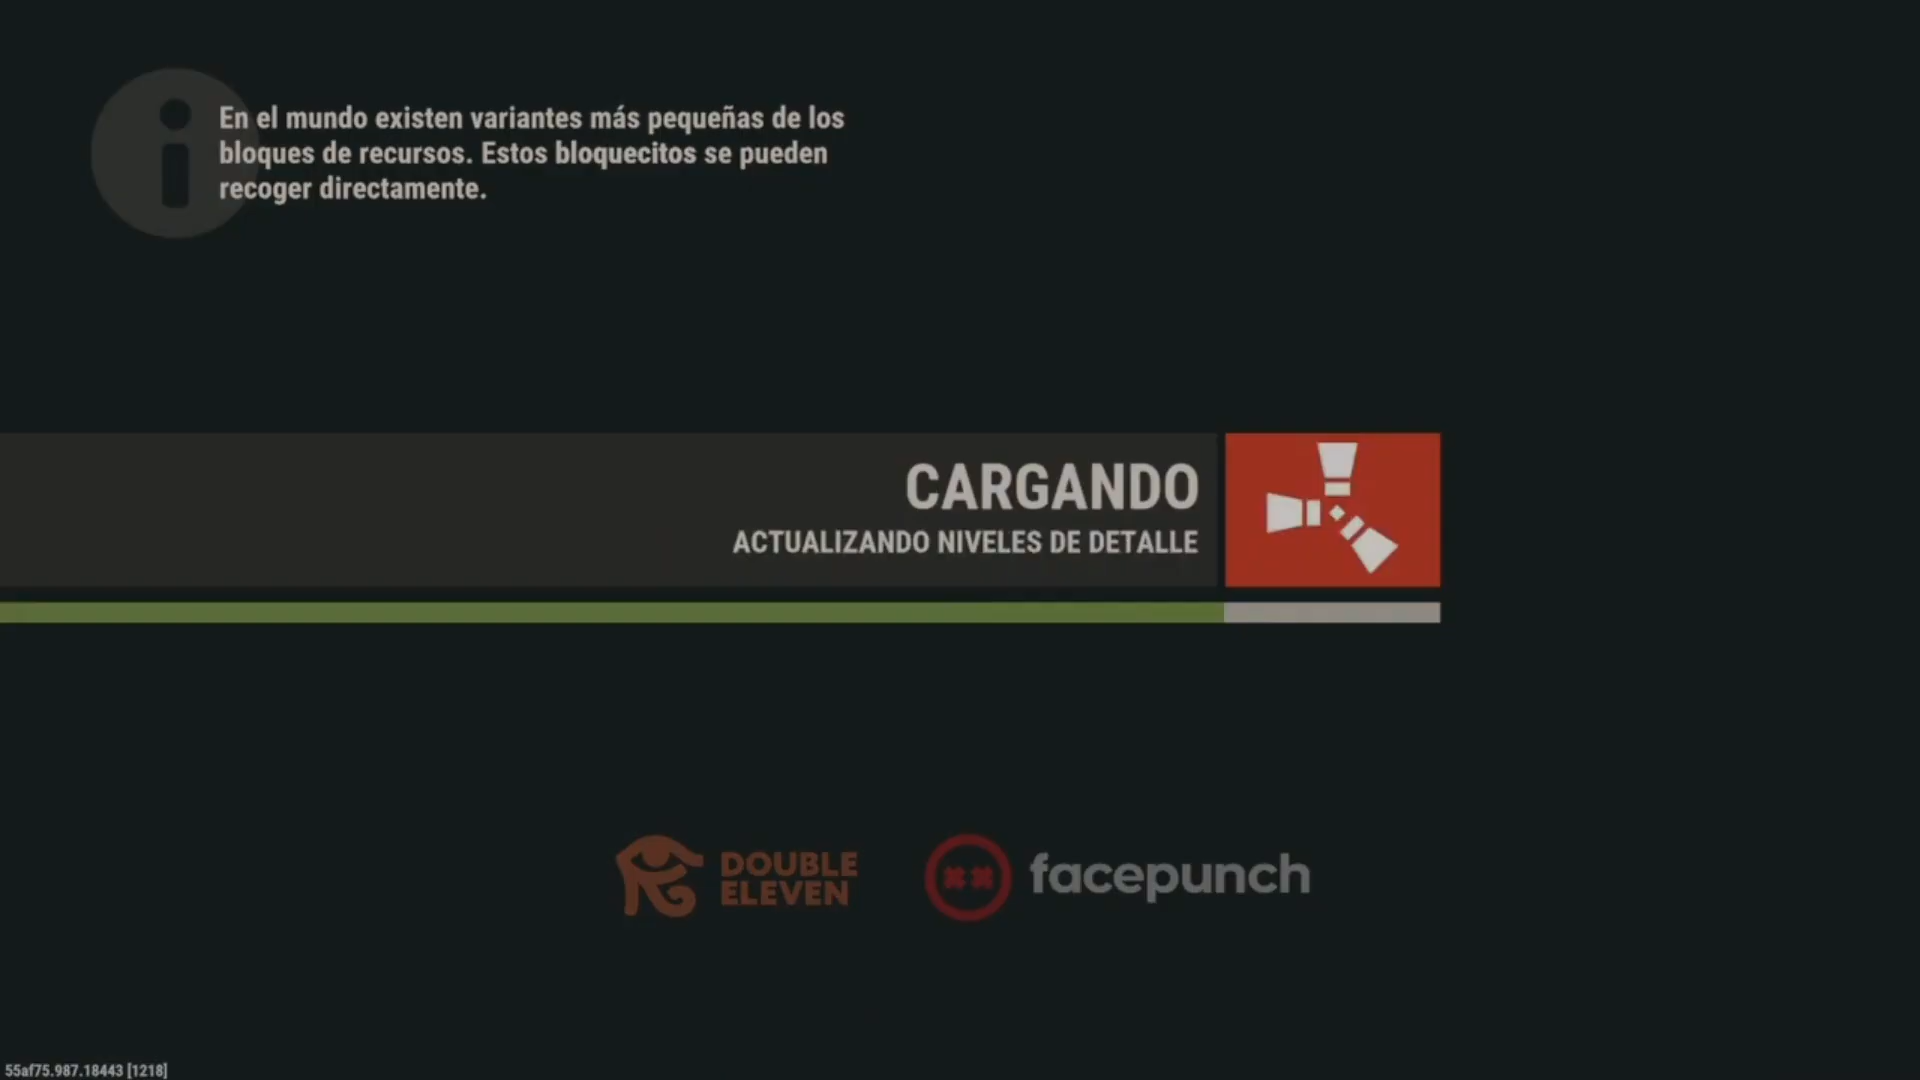 En el mundo existen variantes más pequeñas de los
bloques de recursos. Estos bloquecitos se pueden
recoger directamente.
CARGANDO
ACTUALIZANDO NIVELES DE DETALLE
DOUBLE
ELEVEN
facepunch
55af75.987.18443 [1218]